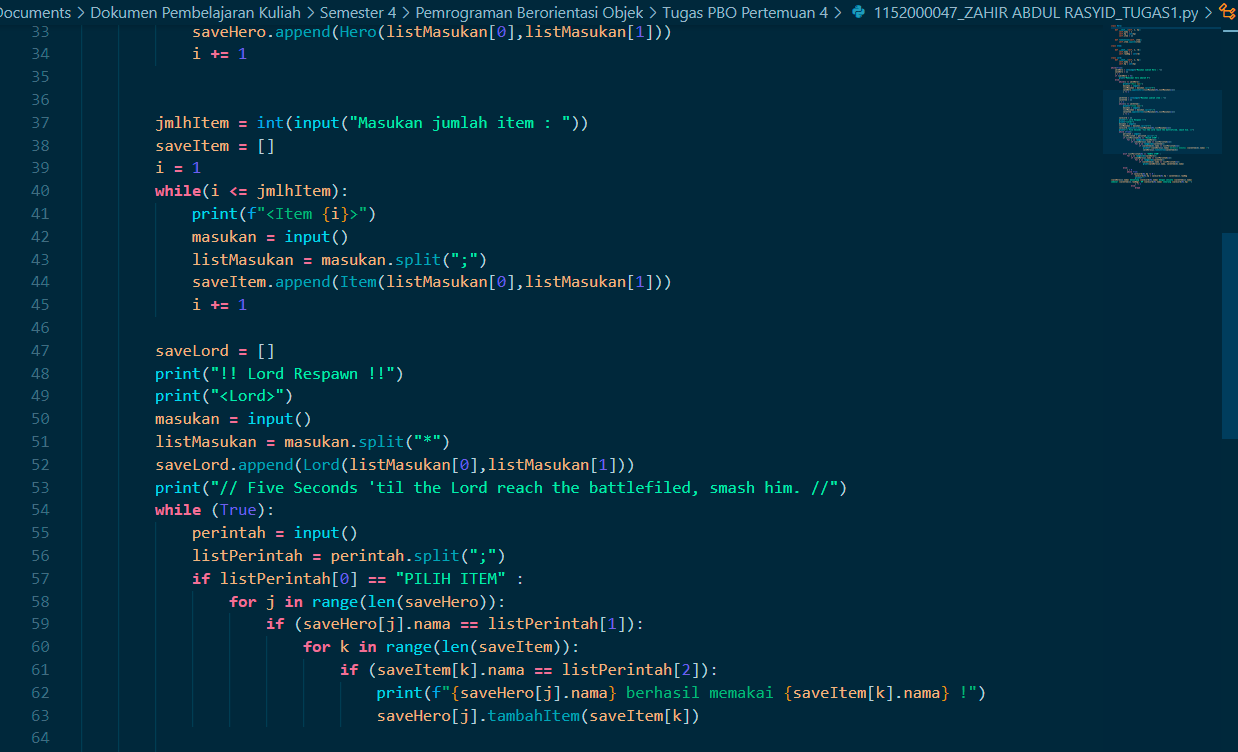 Documents > Dokumen Pembelajaran Kuliah > Semester 4 > Pemrograman Berorientasi Objek > Tugas PBO Pertemuan 4 > 1152000047_ZAHIR ABDUL RASYID_TUGAS1.py >
33 saveHero.append(Hero(listMasukan[0],listMasukan[1]))
34 i += 1
35
36
37 jmlhItem = int(input("Masukan jumlah item : "))
38 saveItem = []
39 i = 1
40 while(i <= jmlhItem):
41 print(f"<Item {i}>")
42 masukan = input()
43 listMasukan = masukan.split(";")
44 saveItem.append(Item(listMasukan[0],listMasukan[1]))
45 i += 1
46
47 saveLord = []
48 print("!! Lord Respawn !!")
49 print("<Lord>")
50 masukan = input()
51 listMasukan = masukan.split("*")
52 saveLord.append(Lord(listMasukan[0],listMasukan[1]))
53 print("// Five Seconds 'til the Lord reach the battlefiled, smash him. //")
54 while (True):
55 perintah = input()
56 listPerintah = perintah.split(";")
57 if listPerintah[0] == "PILIH ITEM" :
58 for j in range(len(saveHero)):
59 if (saveHero[j].nama == listPerintah[1]):
60 for k in range(len(saveItem)):
61 if (saveItem[k].nama == listPerintah[2]):
62 print(f"{saveHero[j].nama} berhasil memakai {saveItem[k].nama} !")
63 saveHero[j].tambahItem(saveItem[k])
64